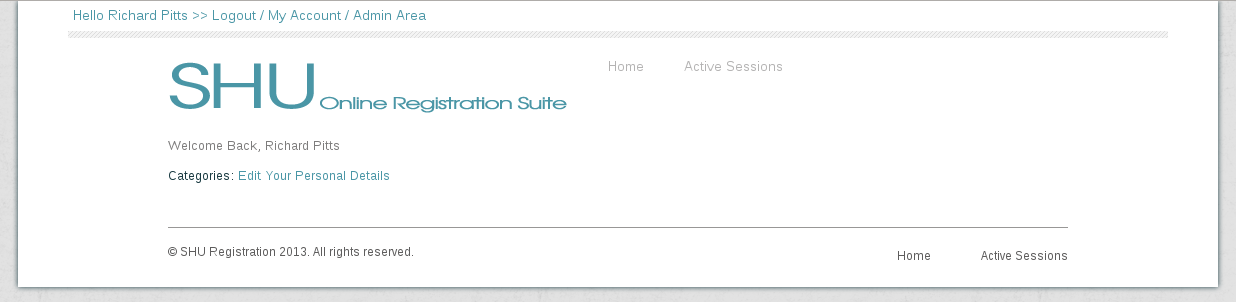 Hello Richard Pitts >> Logout / My Account / Admin Area
Home Active Sessions
SHU Online Registration Suite
Welcome Back, Richard Pitts
Categories: Edit Your Personal Details
© SHU Registration 2013. All rights reserved.
Home Active Sessions